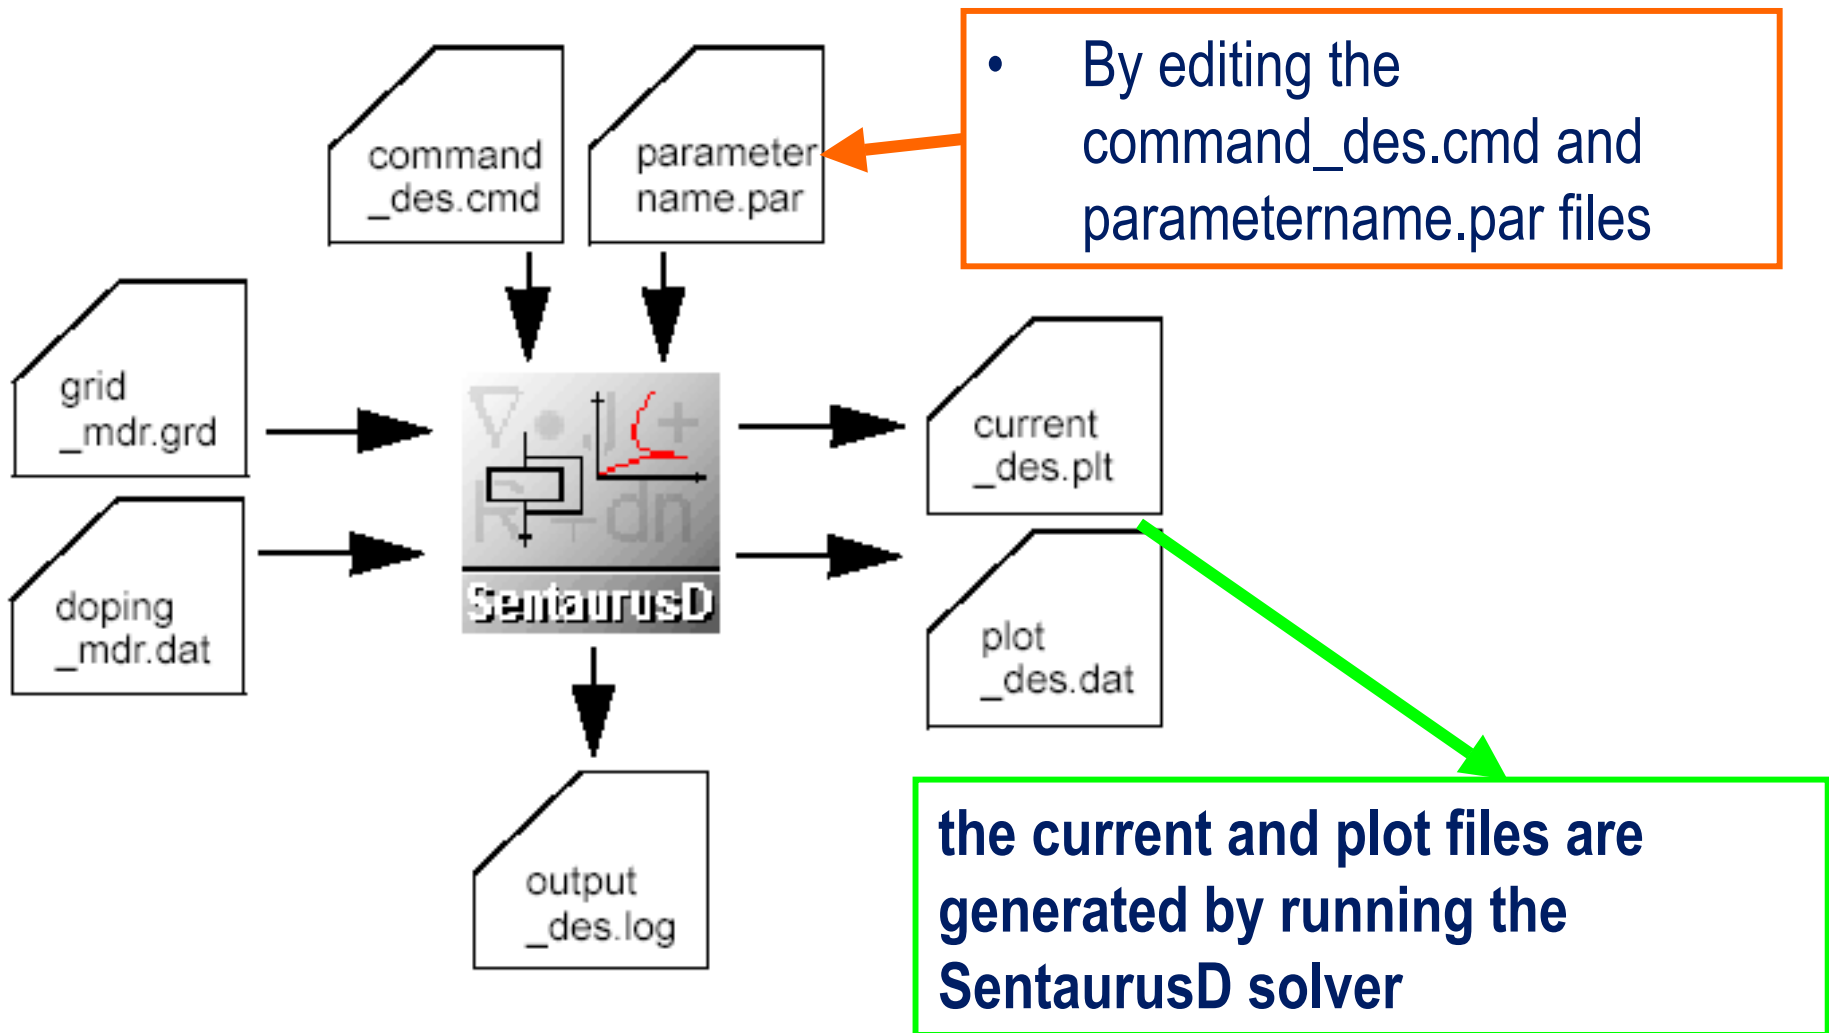 command
_des.cmd
parameter
name.par
• By editing the
command_des.cmd and
parametername.par files
grid
_mdr.grd
doping
_mdr.dat
∇ • J +
R + dn
SentaurusD
current
_des.plt
plot
_des.dat
output
_des.log
the current and plot files are
generated by running the
SentaurusD solver